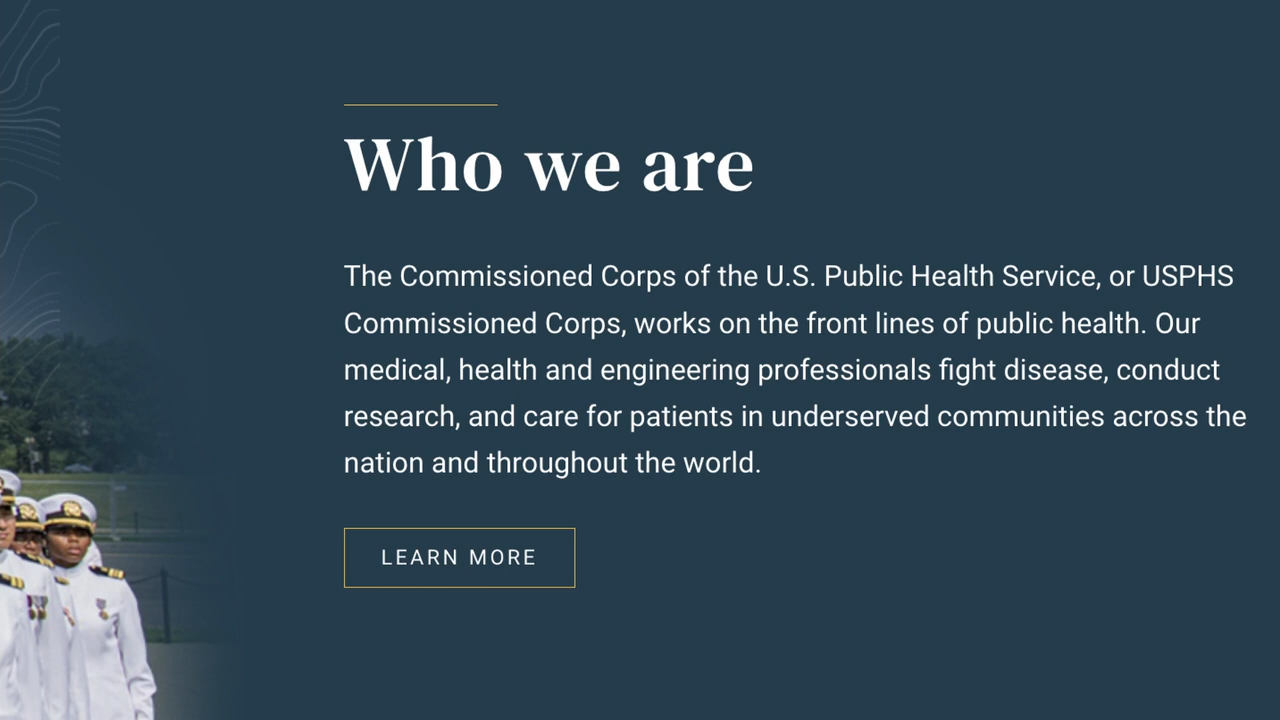 Who we are
The Commissioned Corps of the U.S. Public Health Service, or USPHS
Commissioned Corps, works on the front lines of public health. Our
medical, health and engineering professionals fight disease, conduct
research, and care for patients in underserved communities across the
nation and throughout the world.
LEARN MORE